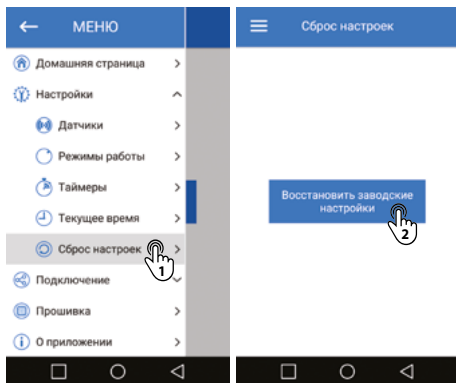 МЕНЮ
Домашняя страница
Настройки
Датчики
Режимы работы
Таймеры
Текущее время
Сброс настроек
1
Подключение
Прошивка
О приложении
Сброс настроек
Восстановить заводские
настройки
2